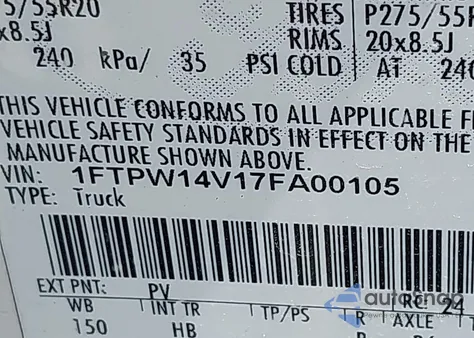 5/55R20 TIRES P275/55R
x8.5J RIMS 20x8.5J
240 kPa/ 35 PSI COLD AT 240
THIS VEHICLE CONFORMS TO ALL APPLICABLE F
VEHICLE SAFETY STANDARDS IN EFFECT ON THE
MANUFACTURE SHOWN ABOVE.
VIN: 1FTPW14V17FA00105
TYPE: Truck
EXT PNT: PV RC: 24
WB INT TR TP/PS R AXLE T
150 HB